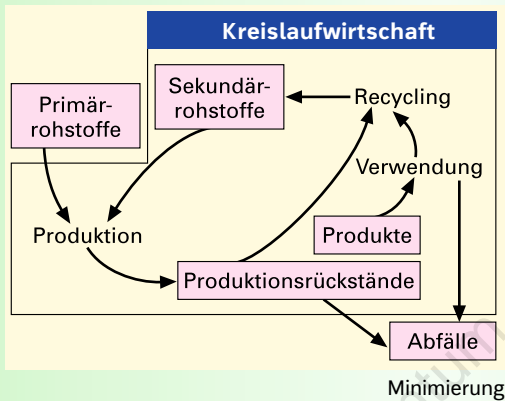 Kreislaufwirtschaft
Primär-
rohstoffe
Sekundär-
rohstoffe
Recycling
Verwendung
Produktion
Produkte
Produktionsrückstände
Abfälle
Minimierung